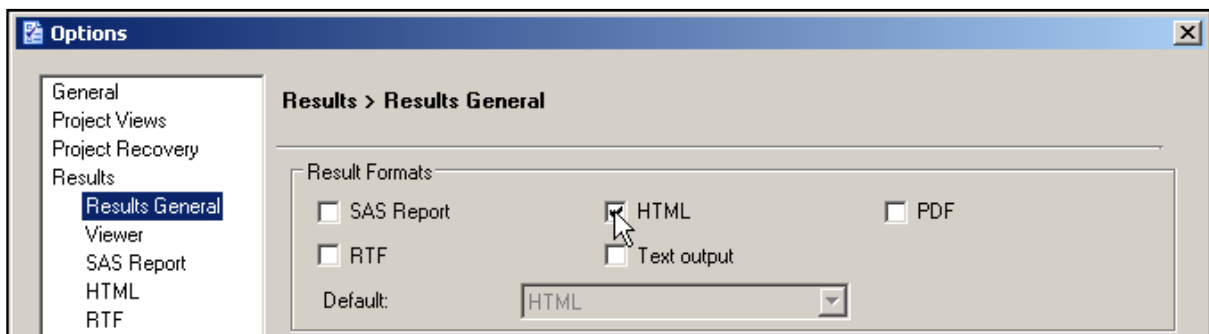 Options
General
Project Views
Project Recovery
Results
Results General
Viewer
SAS Report
HTML
RTF
Results > Results General
Result Formats
SAS Report HTML PDF
RTF Text output
Default: HTML